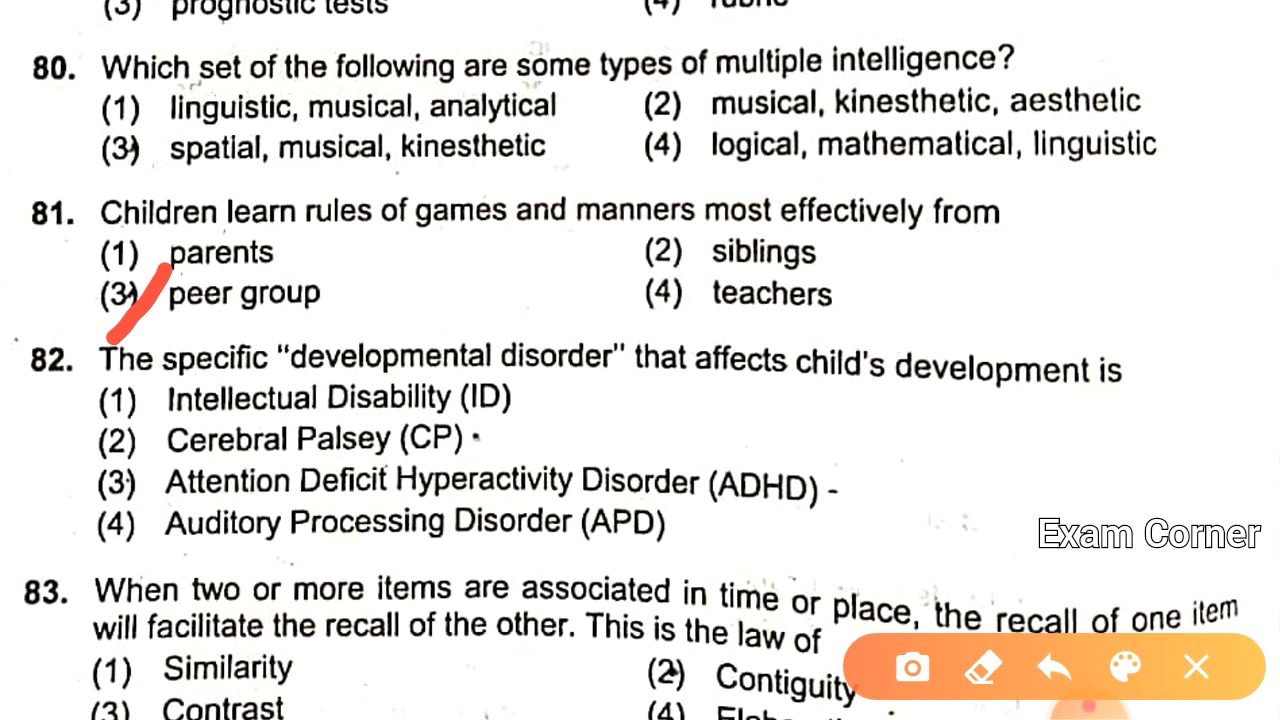 (3) prognostic tests (4) rubric
80. Which set of the following are some types of multiple intelligence?
(1) linguistic, musical, analytical (2) musical, kinesthetic, aesthetic
(3) spatial, musical, kinesthetic (4) logical, mathematical, linguistic
81. Children learn rules of games and manners most effectively from
(1) parents (2) siblings
(3) peer group (4) teachers
82. The specific “developmental disorder” that affects child's development is
(1) Intellectual Disability (ID)
(2) Cerebral Palsey (CP)
(3) Attention Deficit Hyperactivity Disorder (ADHD) -
(4) Auditory Processing Disorder (APD)
Exam Corner
83. When two or more items are associated in time or place, the recall of one item
will facilitate the recall of the other. This is the law of
(1) Similarity (2) Contiguity
(3) Contrast (4)